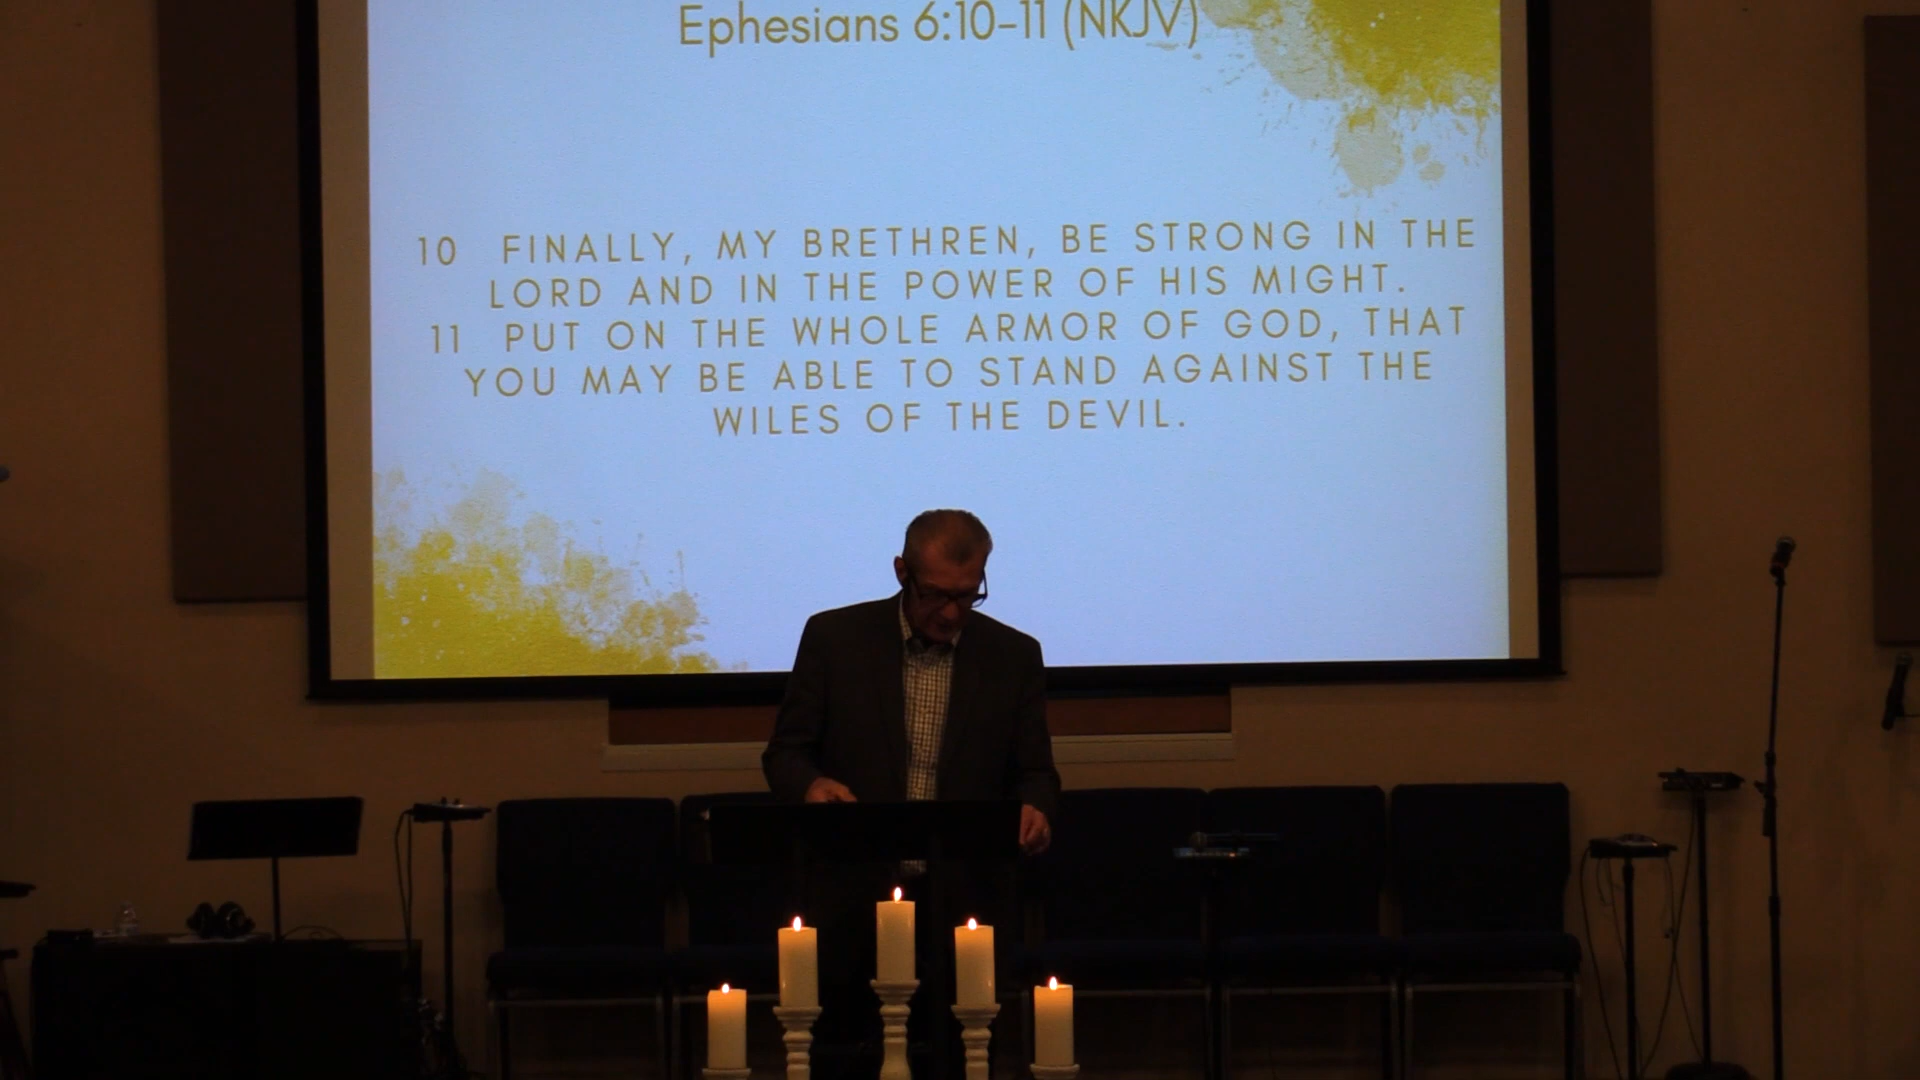 Ephesians 6:10-11 (NKJV)
10 FINALLY, MY BRETHREN, BE STRONG IN THE
LORD AND IN THE POWER OF HIS MIGHT.
11 PUT ON THE WHOLE ARMOR OF GOD, THAT
YOU MAY BE ABLE TO STAND AGAINST THE
WILES OF THE DEVIL.